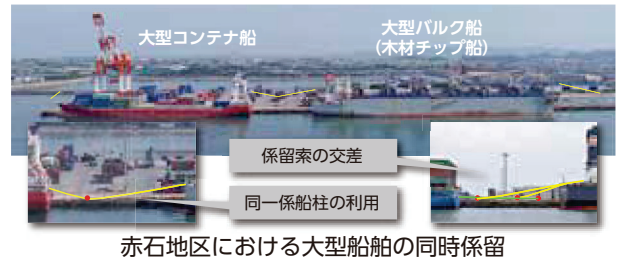 大型コンテナ船
大型バルク船
(木材チップ船)
係留索の交差
同一係船柱の利用
赤石地区における大型船舶の同時係留